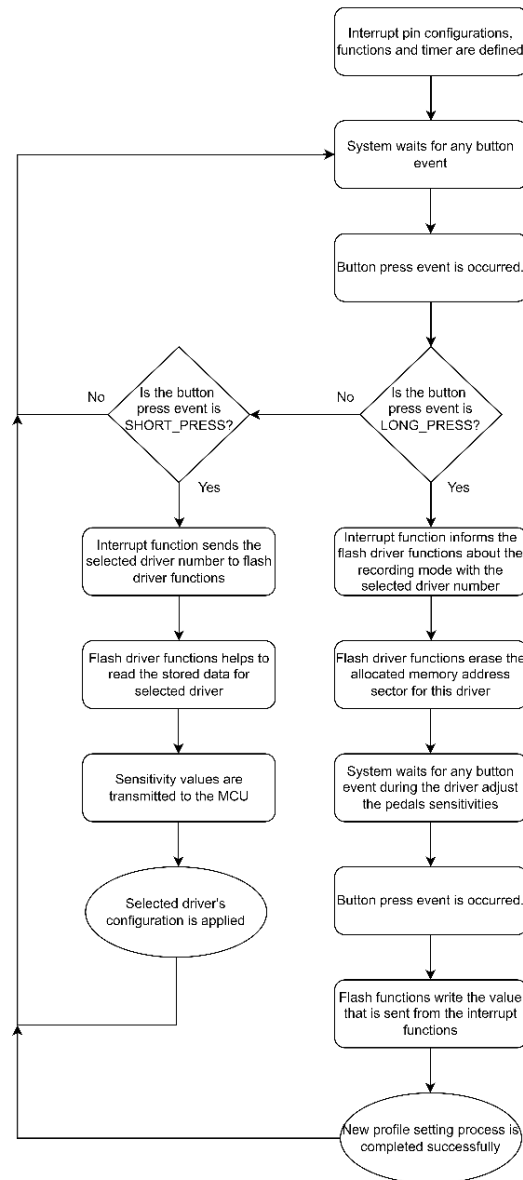 Interrupt pin configurations,
functions and timer are defined
System waits for any button
event
Button press event is occurred.
No
Is the button
press event is
SHORT_PRESS?
No
Is the button
press event is
LONG_PRESS?
Yes
Yes
Interrupt function sends the
selected driver number to flash
driver functions
Interrupt function informs the
flash driver functions about the
recording mode with the
selected driver number
Flash driver functions helps to
read the stored data for
selected driver
Flash driver functions erase the
allocated memory address
sector for this driver
Sensitivity values are
transmitted to the MCU
System waits for any button
event during the driver adjust
the pedals sensitivities
Selected driver's
configuration is applied
Button press event is occurred.
Flash functions write the value
that is sent from the interrupt
functions
New profile setting process is
completed successfully